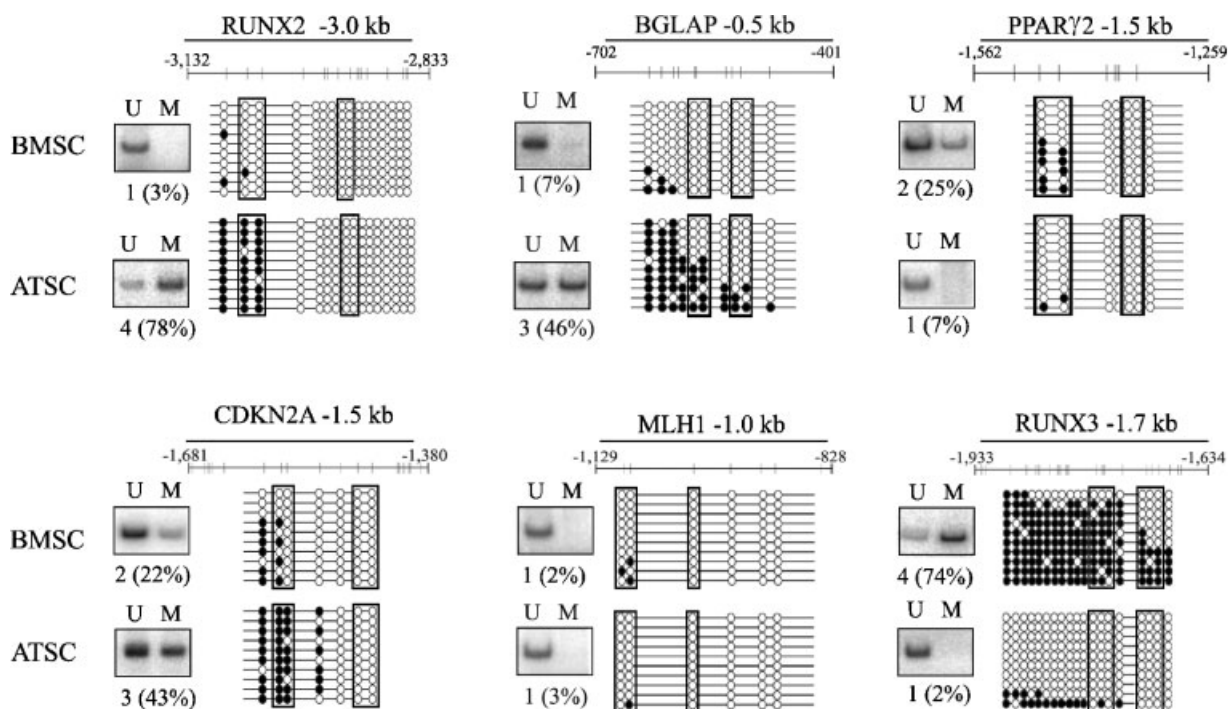 RUNX2 -3.0 kb
BGLAP -0.5 kb
PPARγ2 -1.5 kb
-3,132 -2,833
-702 -401
-1,562 -1,259
U M
U M
U M
BMSC
1 (3%)
1 (7%)
2 (25%)
U M
U M
U M
ATSC
4 (78%)
3 (46%)
1 (7%)
CDKN2A -1.5 kb
MLH1 -1.0 kb
RUNX3 -1.7 kb
-1,681 -1,380
-1,129 -828
-1,933 -1,634
U M
U M
U M
BMSC
2 (22%)
1 (2%)
4 (74%)
U M
U M
U M
ATSC
3 (43%)
1 (3%)
1 (2%)